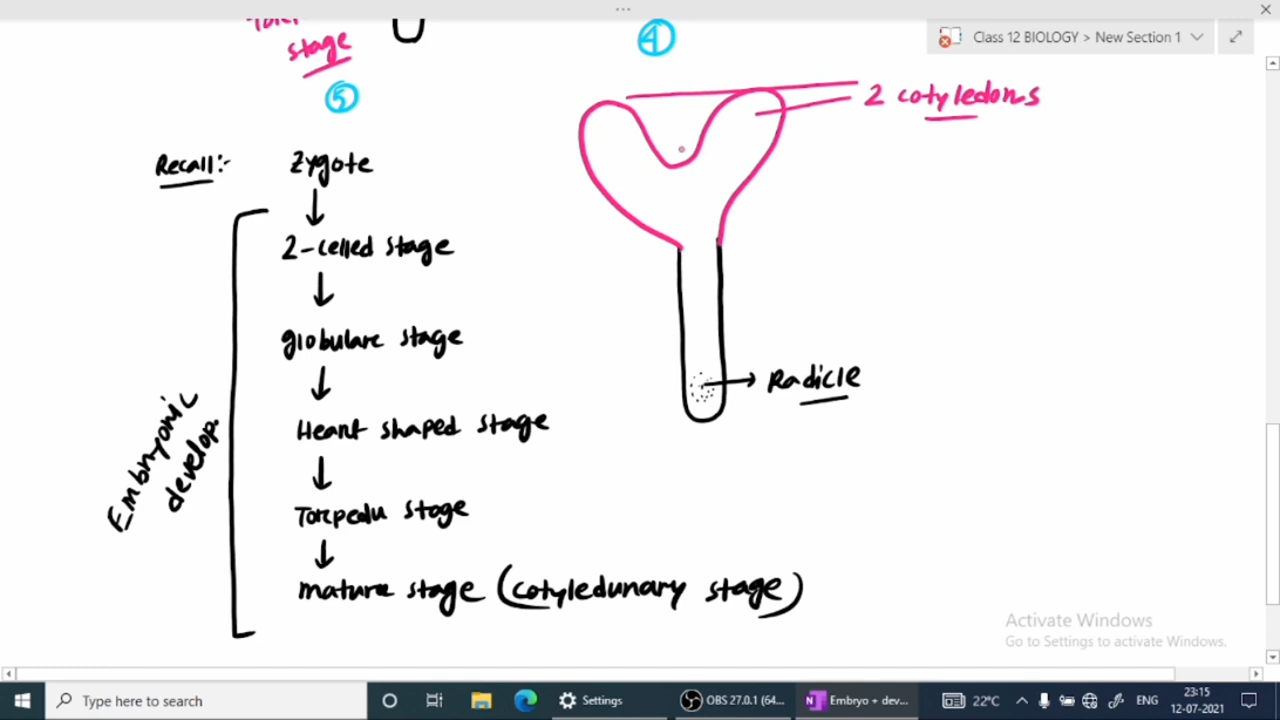 stage
⑤
④
Class 12 BIOLOGY > New Section 1
2 cotyledons
Recall:-
Zygote
2-celled stage
globular stage
Heart shaped stage
Torpedu stage
mature stage (cotyledunary stage)
Embryonic
develop.
Radicle
Activate Windows
Go to Settings to activate Windows.
Type here to search
Settings
OBS 27.0.1 (64...
Embryo + dev...
22°C
ENG
23:15
12-07-2021